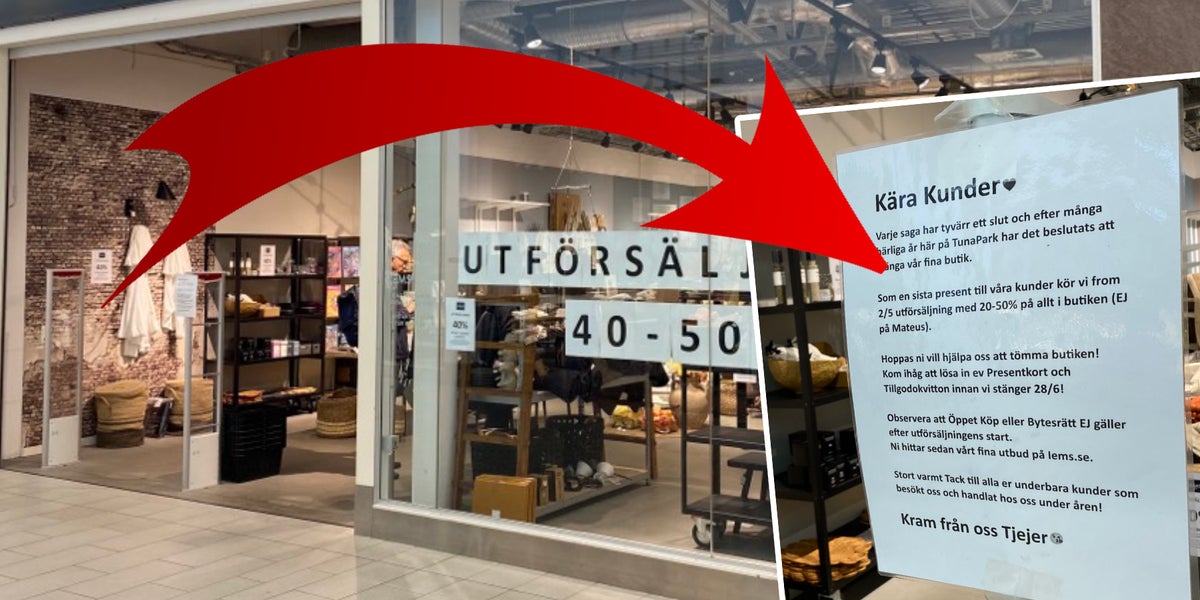 UTFÖRSÄLJ
40-50
40%
Kära Kunder🖤
Varje saga har tyvärr ett slut och efter många
härliga år här på TunaPark har det beslutats att
stänga vår fina butik.
Som en sista present till våra kunder kör vi from
2/5 utförsäljning med 20-50% på allt i butiken (EJ
på Mateus).
Hoppas ni vill hjälpa oss att tömma butiken!
Kom ihåg att lösa in ev Presentkort och
Tillgodokvitton innan vi stänger 28/6!
Observera att Öppet Köp eller Bytesrätt EJ gäller
efter utförsäljningens start.
Ni hittar sedan vårt fina utbud på lems.se.
Stort varmt Tack till alla er underbara kunder som
besökt oss och handlat hos oss under åren!
Kram från oss Tjejer😘